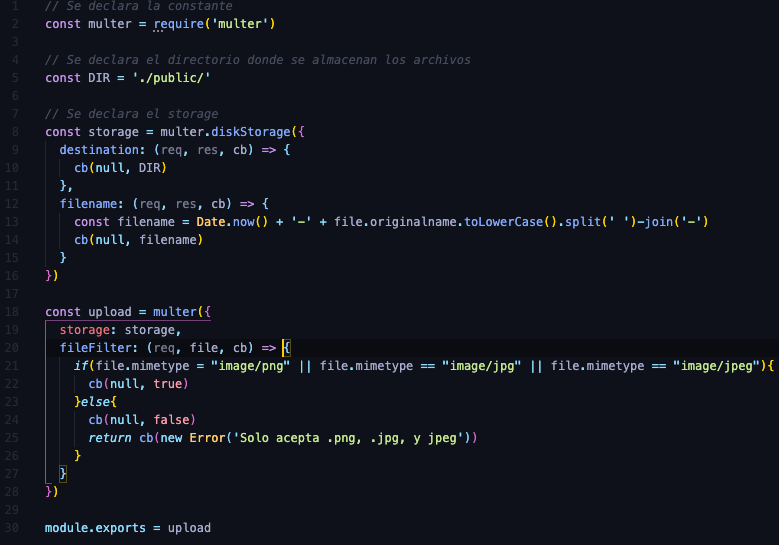 1 // Se declara la constante
2 const multer = require('multer')
3
4 // Se declara el directorio donde se almacenan los archivos
5 const DIR = './public/'
6
7 // Se declara el storage
8 const storage = multer.diskStorage({
9 destination: (req, res, cb) => {
10 cb(null, DIR)
11 },
12 filename: (req, res, cb) => {
13 const filename = Date.now() + '-' + file.originalname.toLowerCase().split(' ')-join('-')
14 cb(null, filename)
15 }
16 })
17
18 const upload = multer({
19 storage: storage,
20 fileFilter: (req, file, cb) => {
21 if(file.mimetype = "image/png" || file.mimetype == "image/jpg" || file.mimetype == "image/jpeg"){
22 cb(null, true)
23 }else{
24 cb(null, false)
25 return cb(new Error('Solo acepta .png, .jpg, y jpeg'))
26 }
27 }
28 })
29
30 module.exports = upload